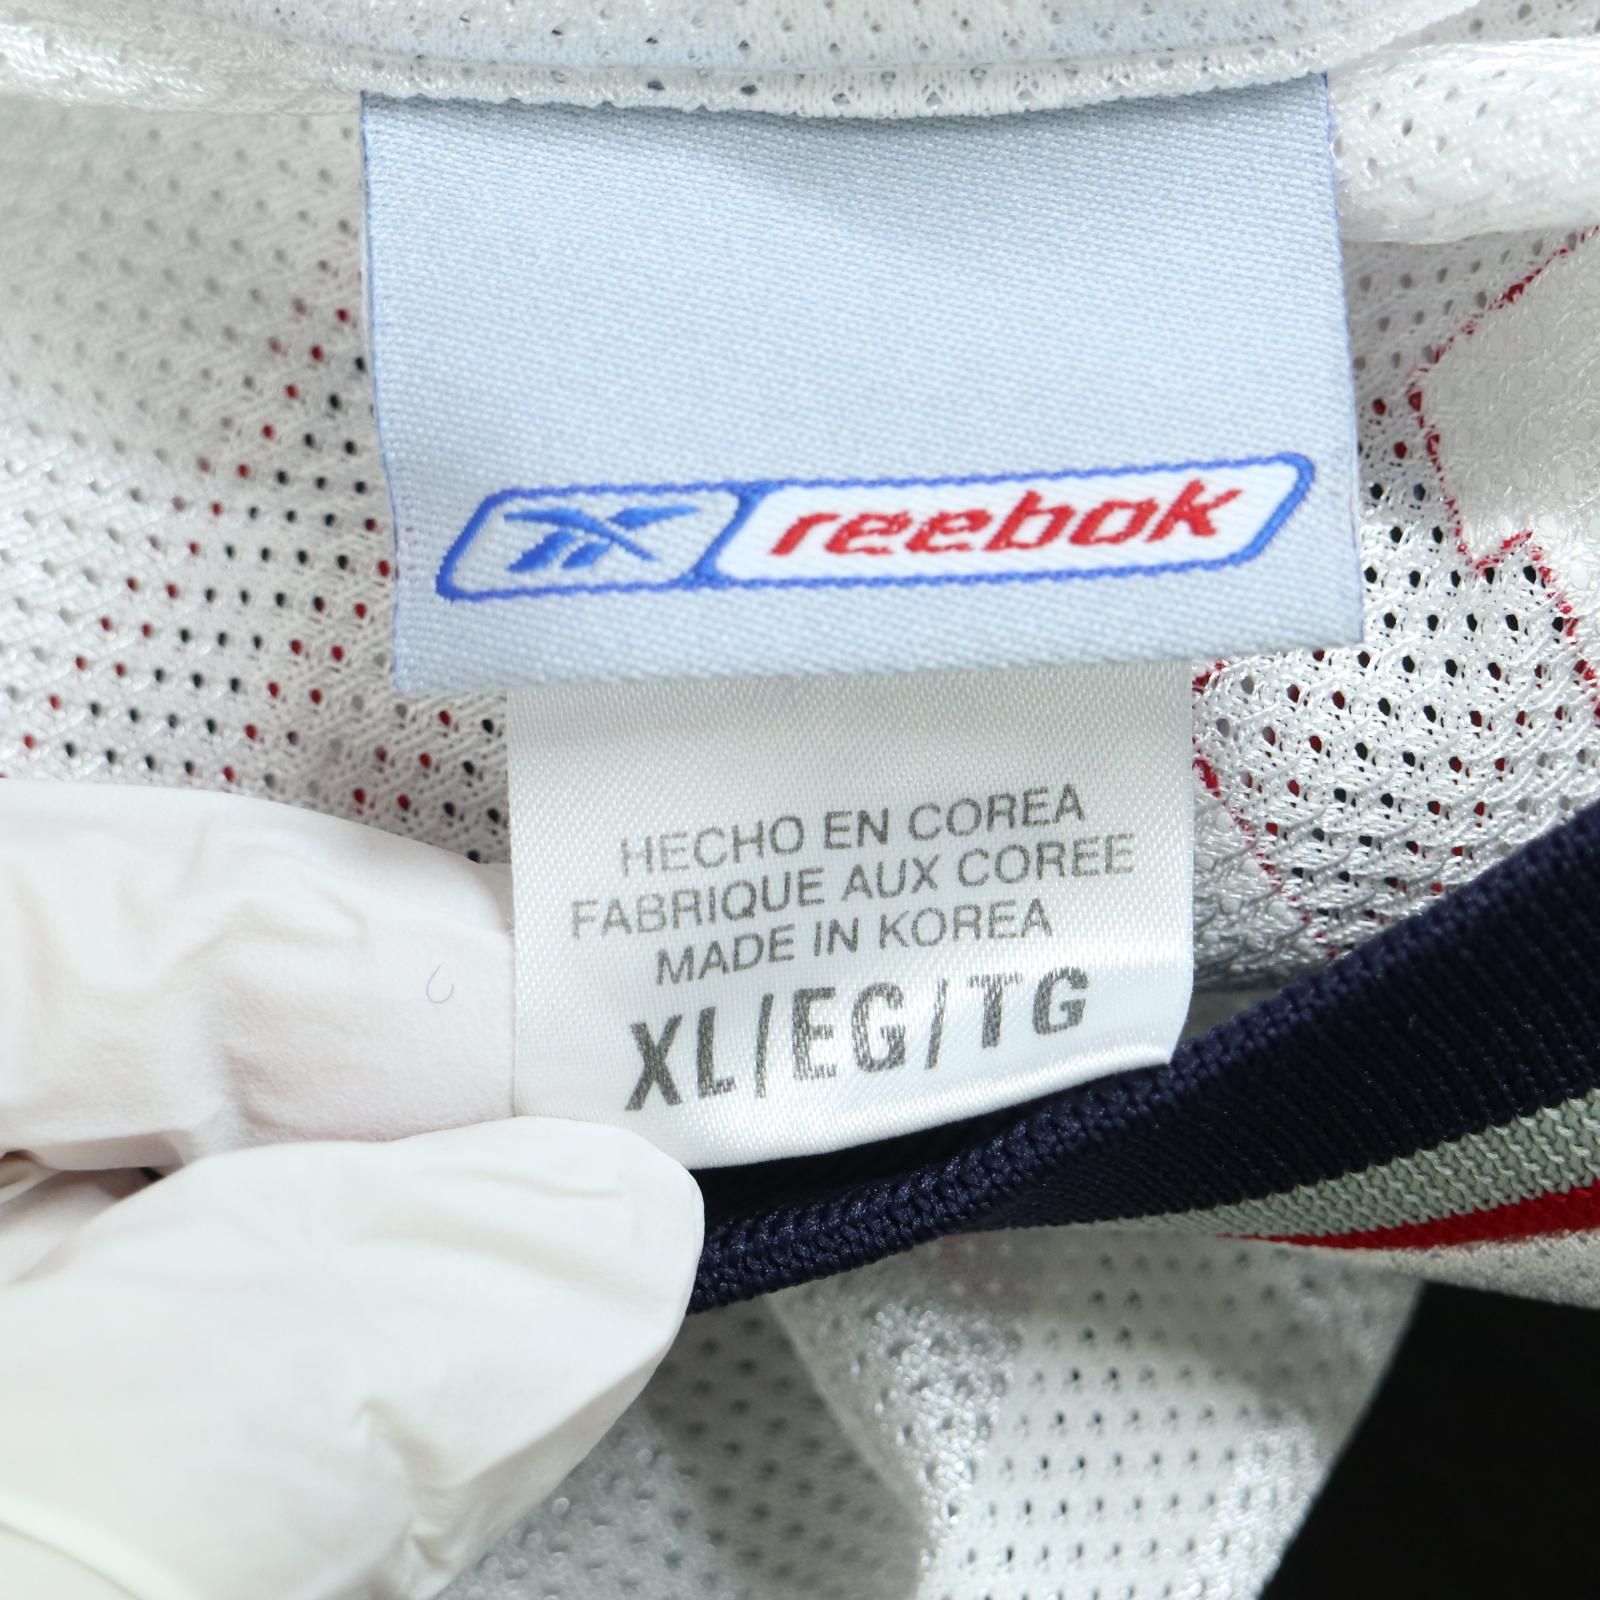 reebok
HECHO EN COREA
FABRIQUE AUX COREE
MADE IN KOREA
XL/EG/TG